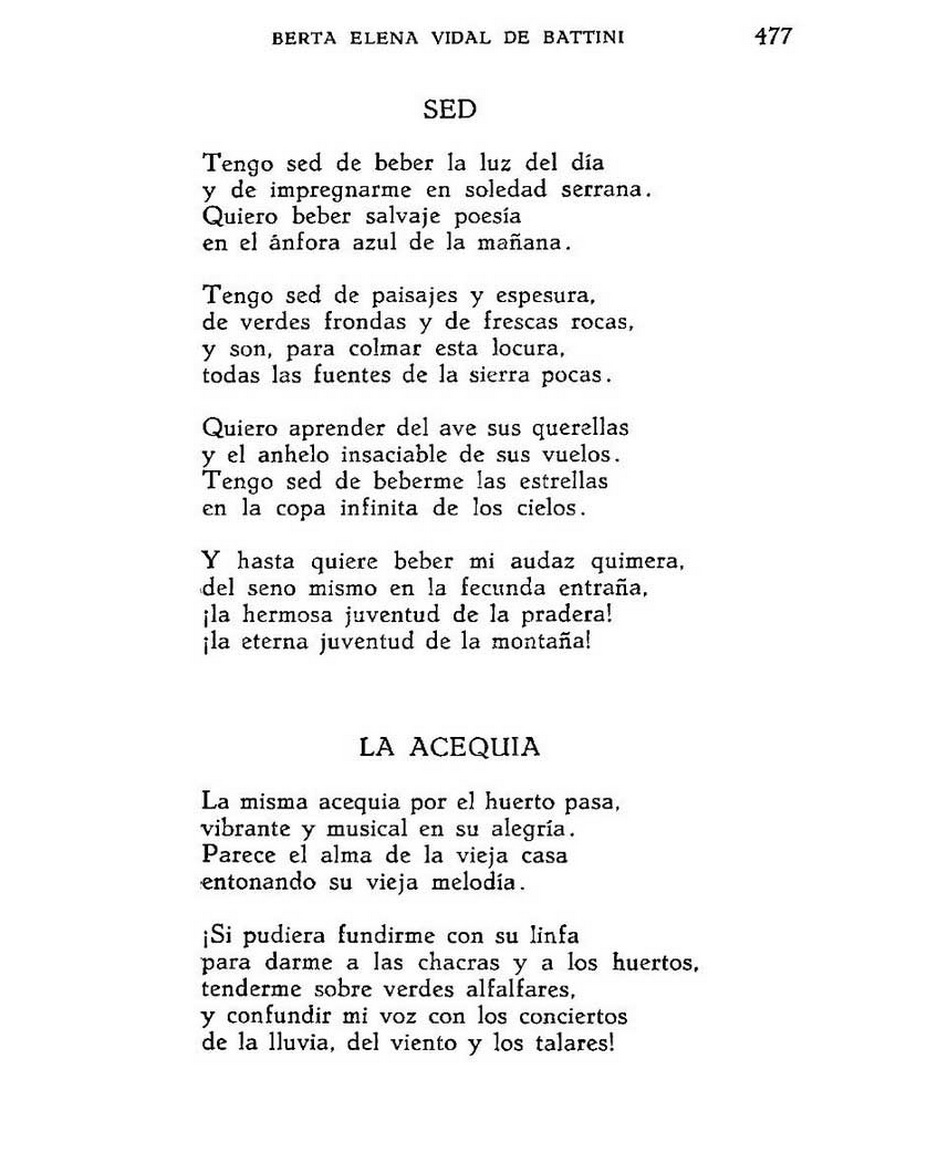 BERTA ELENA VIDAL DE BATTINI 477
SED
Tengo sed de beber la luz del día
y de impregnarme en soledad serrana.
Quiero beber salvaje poesía
en el ánfora azul de la mañana.
Tengo sed de paisajes y espesura,
de verdes frondas y de frescas rocas,
y son, para colmar esta locura,
todas las fuentes de la sierra pocas.
Quiero aprender del ave sus querellas
y el anhelo insaciable de sus vuelos.
Tengo sed de beberme las estrellas
en la copa infinita de los cielos.
Y hasta quiere beber mi audaz quimera,
del seno mismo en la fecunda entraña,
¡la hermosa juventud de la pradera!
¡la eterna juventud de la montaña!
LA ACEQUIA
La misma acequia por el huerto pasa,
vibrante y musical en su alegría.
Parece el alma de la vieja casa
entonando su vieja melodía.
¡Si pudiera fundirme con su linfa
para darme a las chacras y a los huertos,
tenderme sobre verdes alfalfares,
y confundir mi voz con los conciertos
de la lluvia, del viento y los talares!